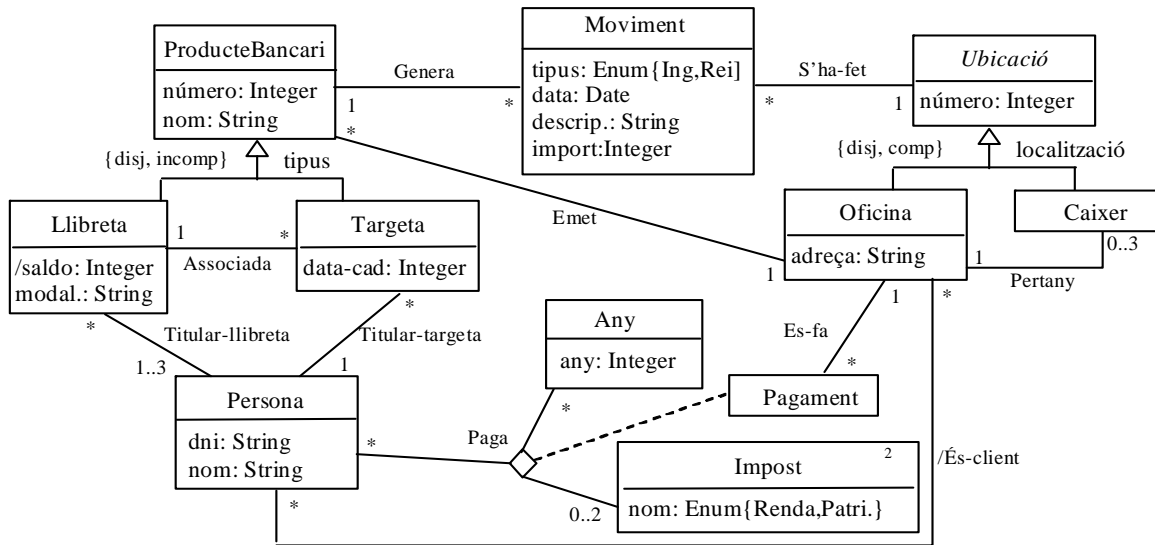 ProducteBancari
número: Integer
nom: String
Genera
1
*
*
Moviment
tipus: Enum{Ing,Rei]
data: Date
descrip.: String
import:Integer
S'ha-fet
*
1
Ubicació
número: Integer
{disj, incomp}
tipus
{disj, comp}
localització
Llibreta
/saldo: Integer
modal.: String
1
*
Associada
Targeta
data-cad: Integer
Emet
1
Oficina
adreça: String
Caixer
0..3
1
Pertany
*
Titular-llibreta
1..3
*
Titular-targeta
1
Any
any: Integer
*
Es-fa
1
*
*
Pagament
Persona
dni: String
nom: String
*
Paga
*
0..2
Impost
2
nom: Enum{Renda,Patri.}
/És-client